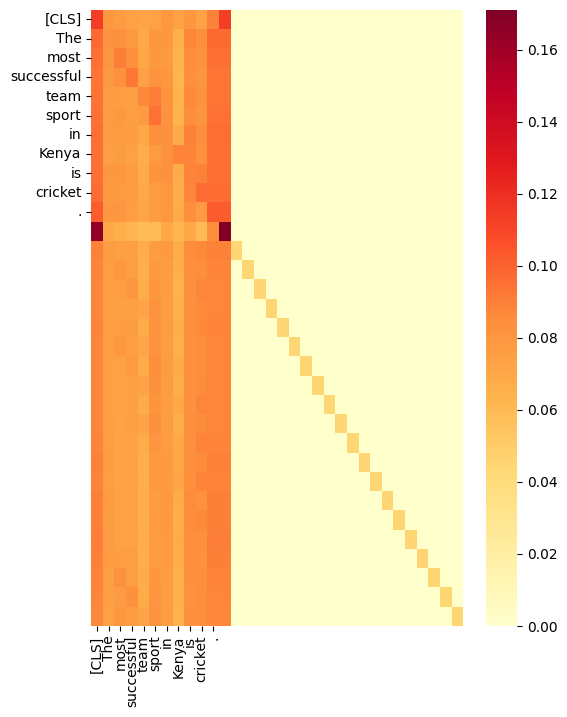 [CLS]
The
most
successful
team
sport
in
Kenya
is
cricket
.
[CLS]
The
most
successful
team
sport
in
Kenya
is
cricket
.
0.16
0.14
0.12
0.10
0.08
0.06
0.04
0.02
0.00